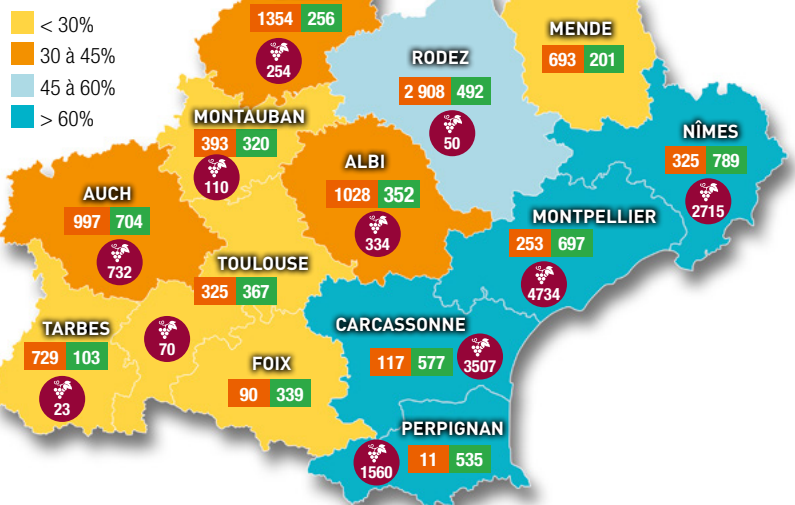 < 30%
30 à 45%
45 à 60%
> 60%
1354 256
254
MENDE
693 201
RODEZ
2 908 492
50
MONTAUBAN
393 320
110
NÎMES
325 789
2715
ALBI
1028 352
334
AUCH
997 704
732
MONTPELLIER
253 697
4734
TOULOUSE
325 367
70
TARBES
729 103
23
CARCASSONNE
117 577
3507
FOIX
90 339
PERPIGNAN
11 535
1560